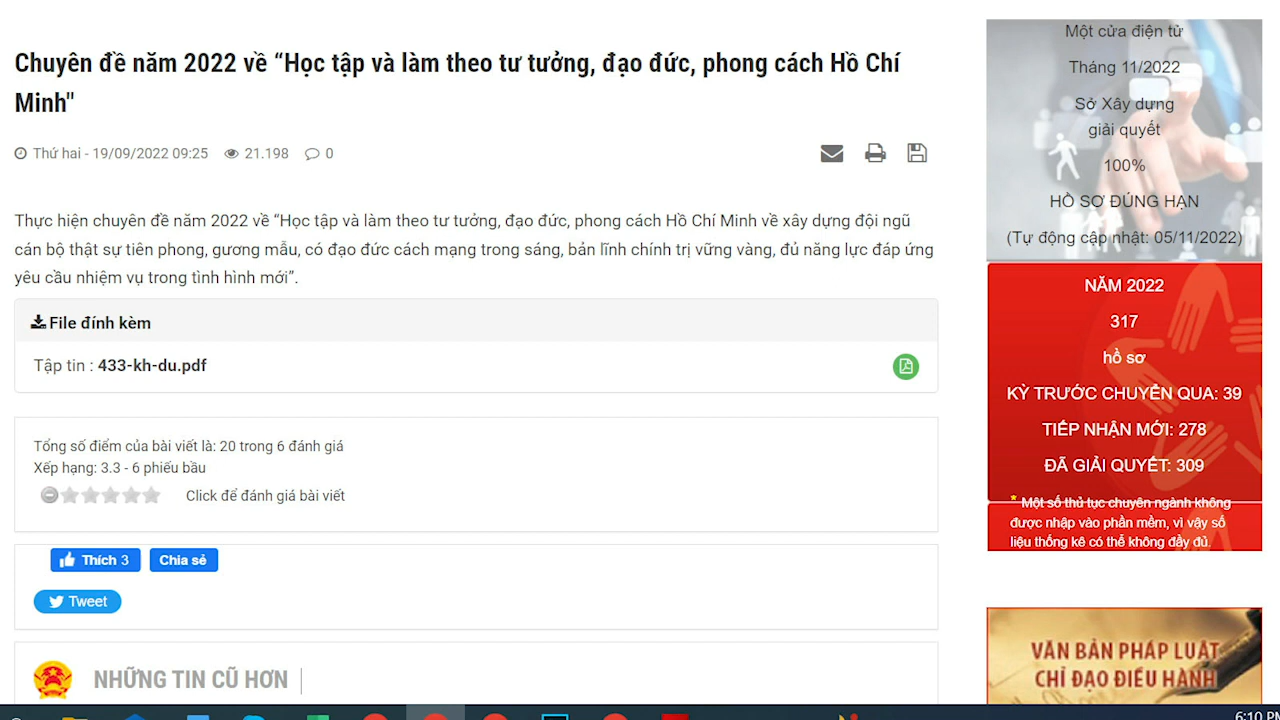 Chuyên đề năm 2022 về “Học tập và làm theo tư tưởng, đạo đức, phong cách Hồ Chí
Minh"
Thứ hai - 19/09/2022 09:25 21.198 0
Thực hiện chuyên đề năm 2022 về “Học tập và làm theo tư tưởng, đạo đức, phong cách Hồ Chí Minh về xây dựng đội ngũ
cán bộ thật sự tiên phong, gương mẫu, có đạo đức cách mạng trong sáng, bản lĩnh chính trị vững vàng, đủ năng lực đáp ứng
yêu cầu nhiệm vụ trong tình hình mới”.
File đính kèm
Tập tin : 433-kh-du.pdf
Tổng số điểm của bài viết là: 20 trong 6 đánh giá
Xếp hạng: 3.3 - 6 phiếu bầu
Click để đánh giá bài viết
Thích 3 Chia sẻ
Tweet
NHỮNG TIN CŨ HƠN
Một cửa điện tử
Tháng 11/2022
Sở Xây dựng
giải quyết
100%
HỒ SƠ ĐÚNG HẠN
(Tự động cập nhật: 05/11/2022)
NĂM 2022
317
hồ sơ
KỲ TRƯỚC CHUYỂN QUA: 39
TIẾP NHẬN MỚI: 278
ĐÃ GIẢI QUYẾT: 309
* Một số thủ tục chuyên ngành không
được nhập vào phần mềm, vì vậy số
liệu thống kê có thể không đầy đủ.
VĂN BẢN PHÁP LUẬT
CHỈ ĐẠO ĐIỀU HÀNH
6:10 PM